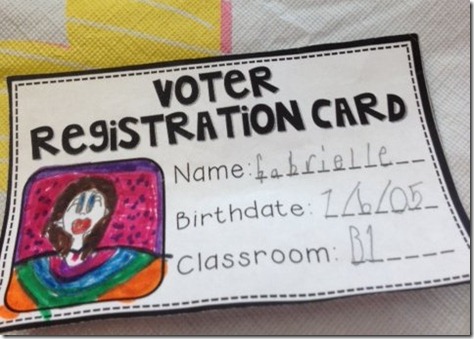 VOTER
REGISTRATION CARD
Name: Gabrielle
Birthdate: 7/6/05
Classroom: B1